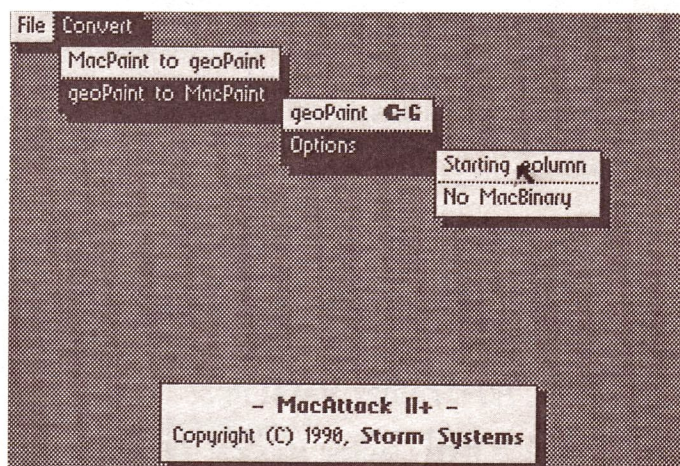 File Convert
MacPaint to geoPaint
geoPaint to MacPaint
geoPaint C=G
Options
Starting column
No MacBinary
- MacAttack II+ -
Copyright (C) 1990, Storm Systems